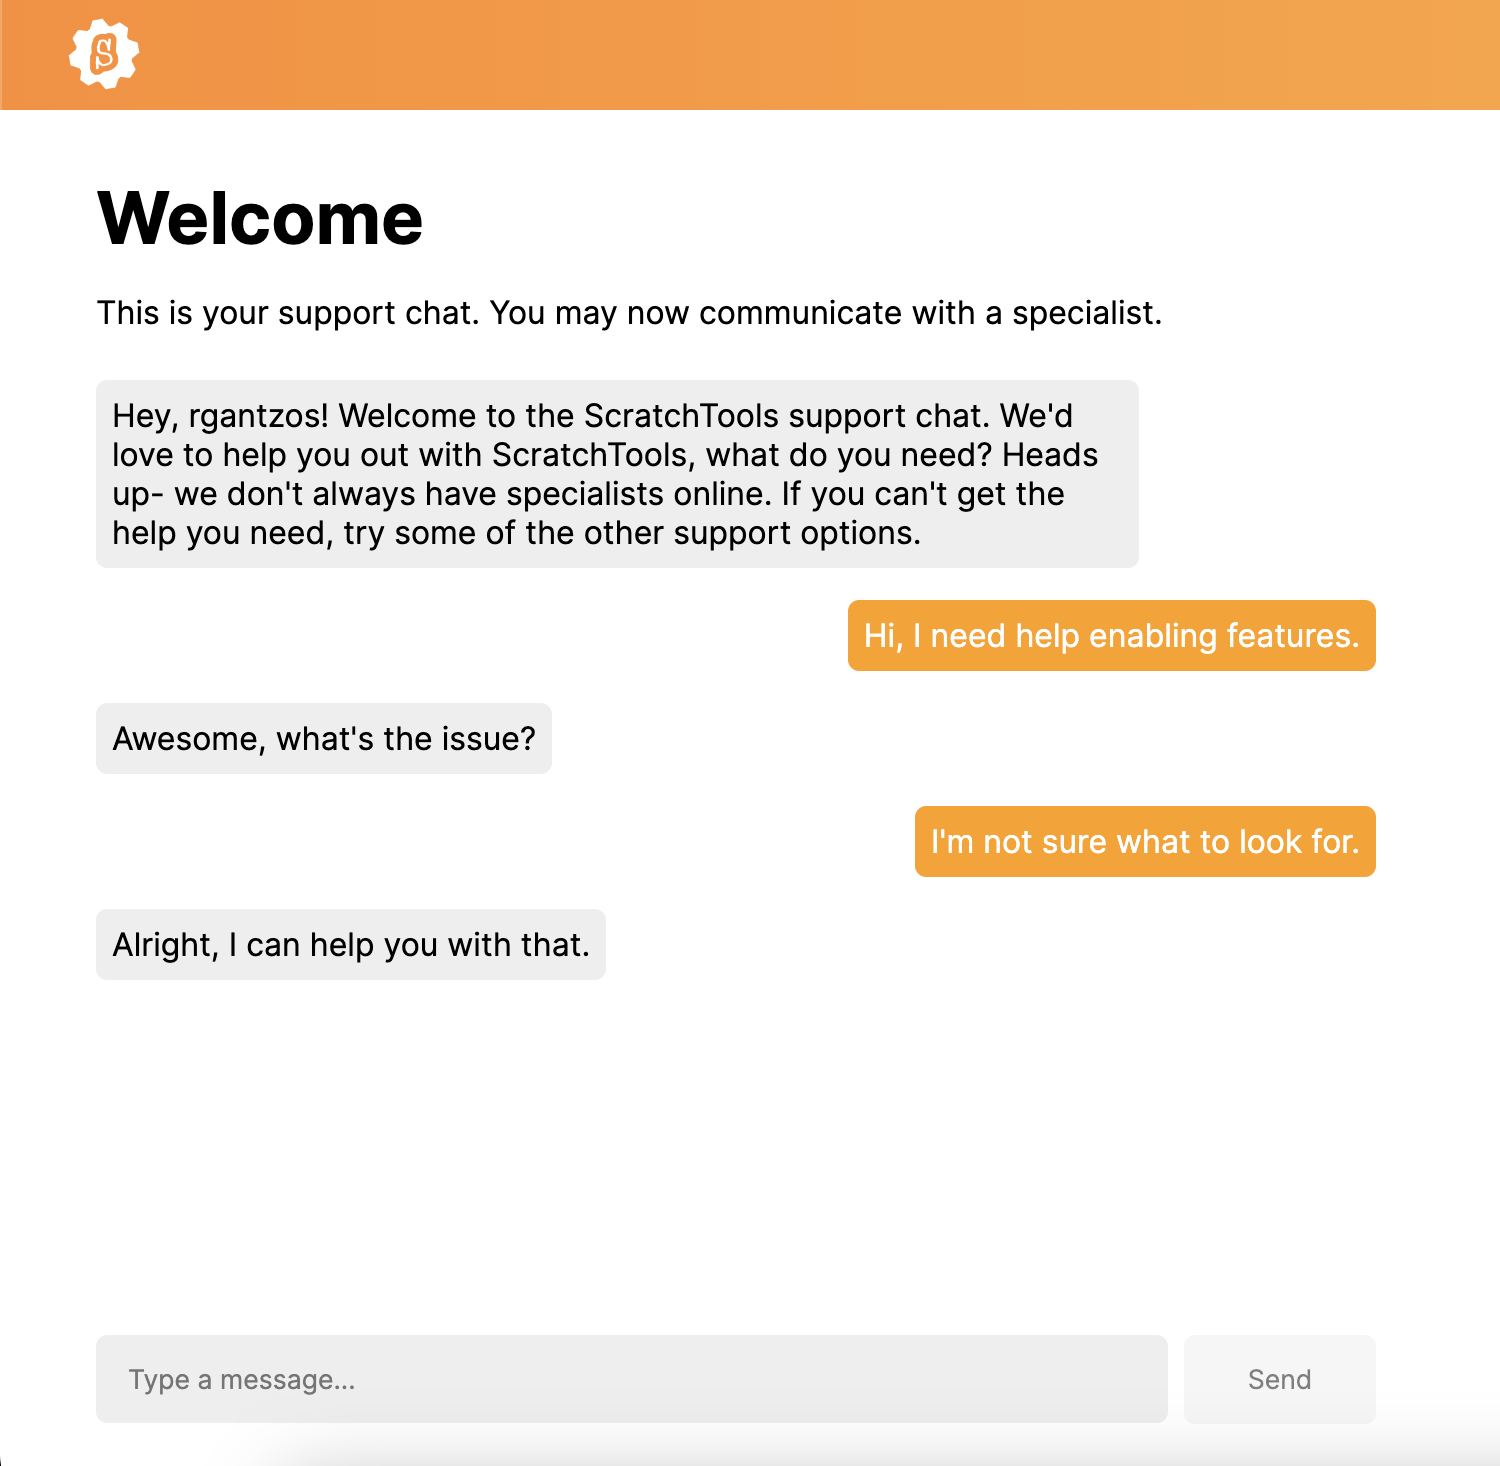 S
Welcome
This is your support chat. You may now communicate with a specialist.
Hey, rgantzos! Welcome to the ScratchTools support chat. We'd
love to help you out with ScratchTools, what do you need? Heads
up- we don't always have specialists online. If you can't get the
help you need, try some of the other support options.
Hi, I need help enabling features.
Awesome, what's the issue?
I'm not sure what to look for.
Alright, I can help you with that.
Type a message...
Send